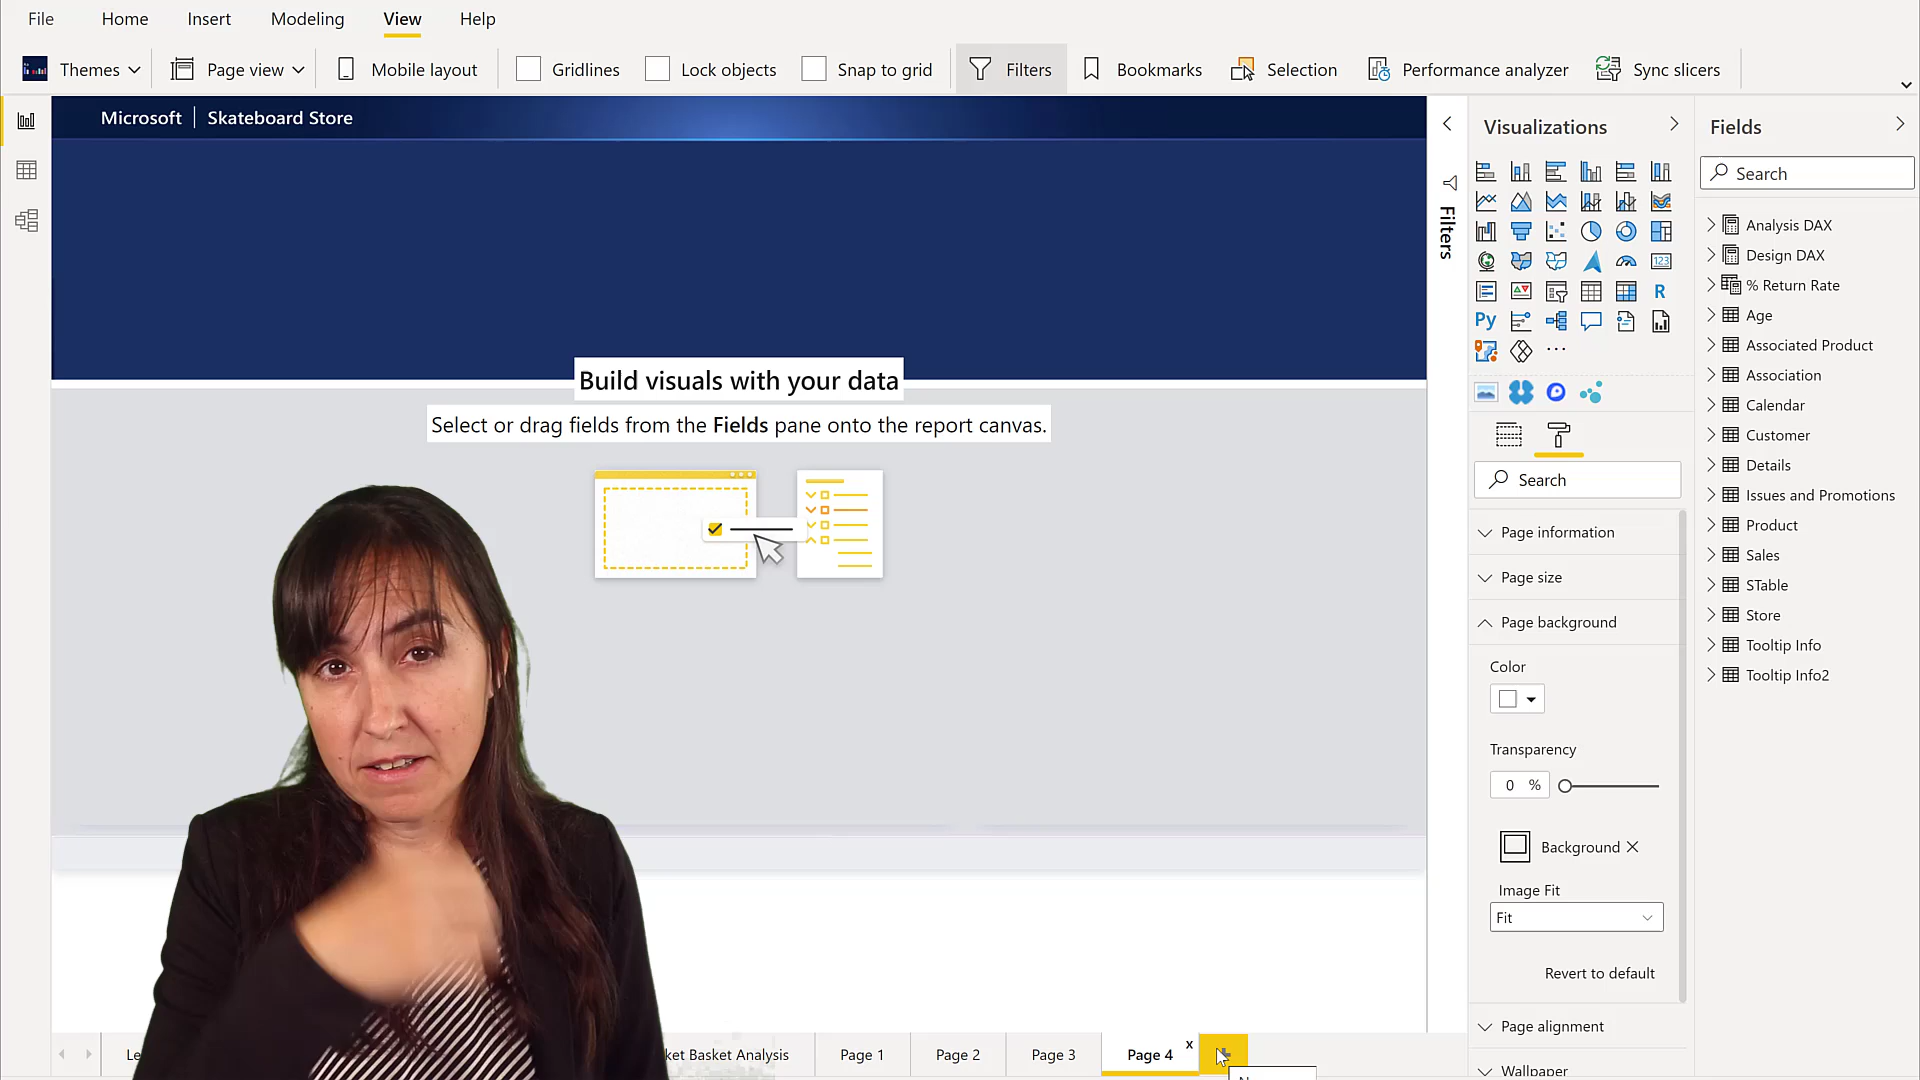 File Home Insert Modeling View Help
Themes Page view Mobile layout Gridlines Lock objects Snap to grid Filters Bookmarks Selection Performance analyzer Sync slicers
Microsoft Skateboard Store
Build visuals with your data
Select or drag fields from the Fields pane onto the report canvas.
Filters
Visualizations
123
R
Py
Search
Page information
Page size
Page background
Color
Transparency
0 %
Background
Image Fit
Fit
Revert to default
Page alignment
Wallpaper
Fields
Search
Analysis DAX
Design DAX
% Return Rate
Age
Associated Product
Association
Calendar
Customer
Details
Issues and Promotions
Product
Sales
STable
Store
Tooltip Info
Tooltip Info2
Le ket Basket Analysis Page 1 Page 2 Page 3 Page 4 x